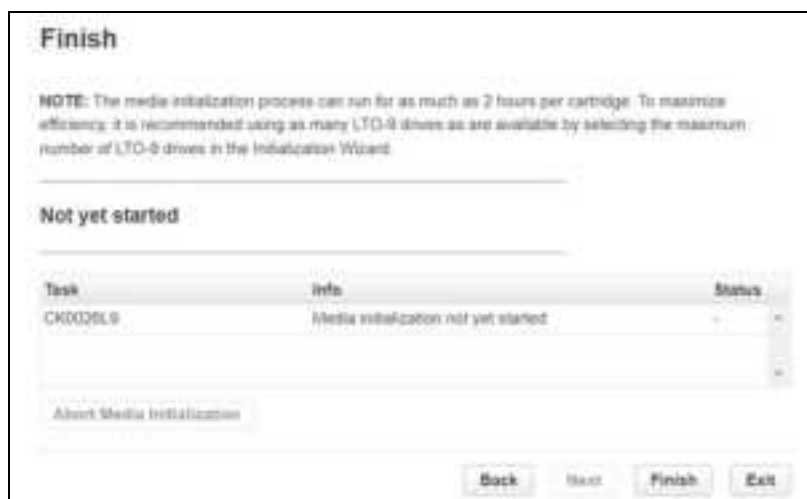 Finish
NOTE: The media initialization process can run for as much as 2 hours per cartridge. To maximize
efficiency, it is recommended using as many LTO-9 drives as are available by selecting the maximum
number of LTO-9 drives in the Initialization Wizard.
Not yet started
Task Info Status
CK0026L9 Media initialization not yet started -
Abort Media Initialization
Back Next Finish Exit